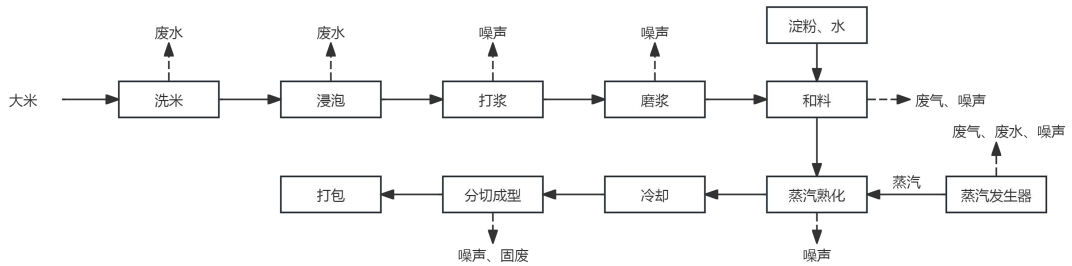 淀粉、水
废水
废水
噪声
噪声
大米
洗米
浸泡
打浆
磨浆
和料
废气、噪声
废气、废水、噪声
打包
分切成型
冷却
蒸汽熟化
蒸汽
蒸汽发生器
噪声、固废
噪声